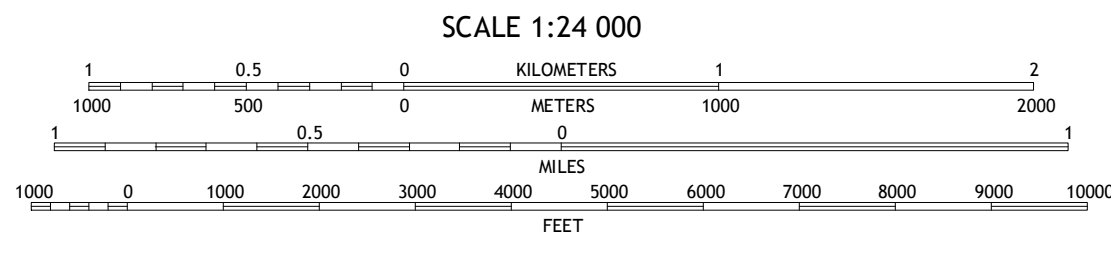 SCALE 1:24 000
1 0.5 0 KILOMETERS 1 2
1000 500 0 METERS 1000 2000
1 0.5 0 1
MILES
1000 0 1000 2000 3000 4000 5000 6000 7000 8000 9000 10000
FEET